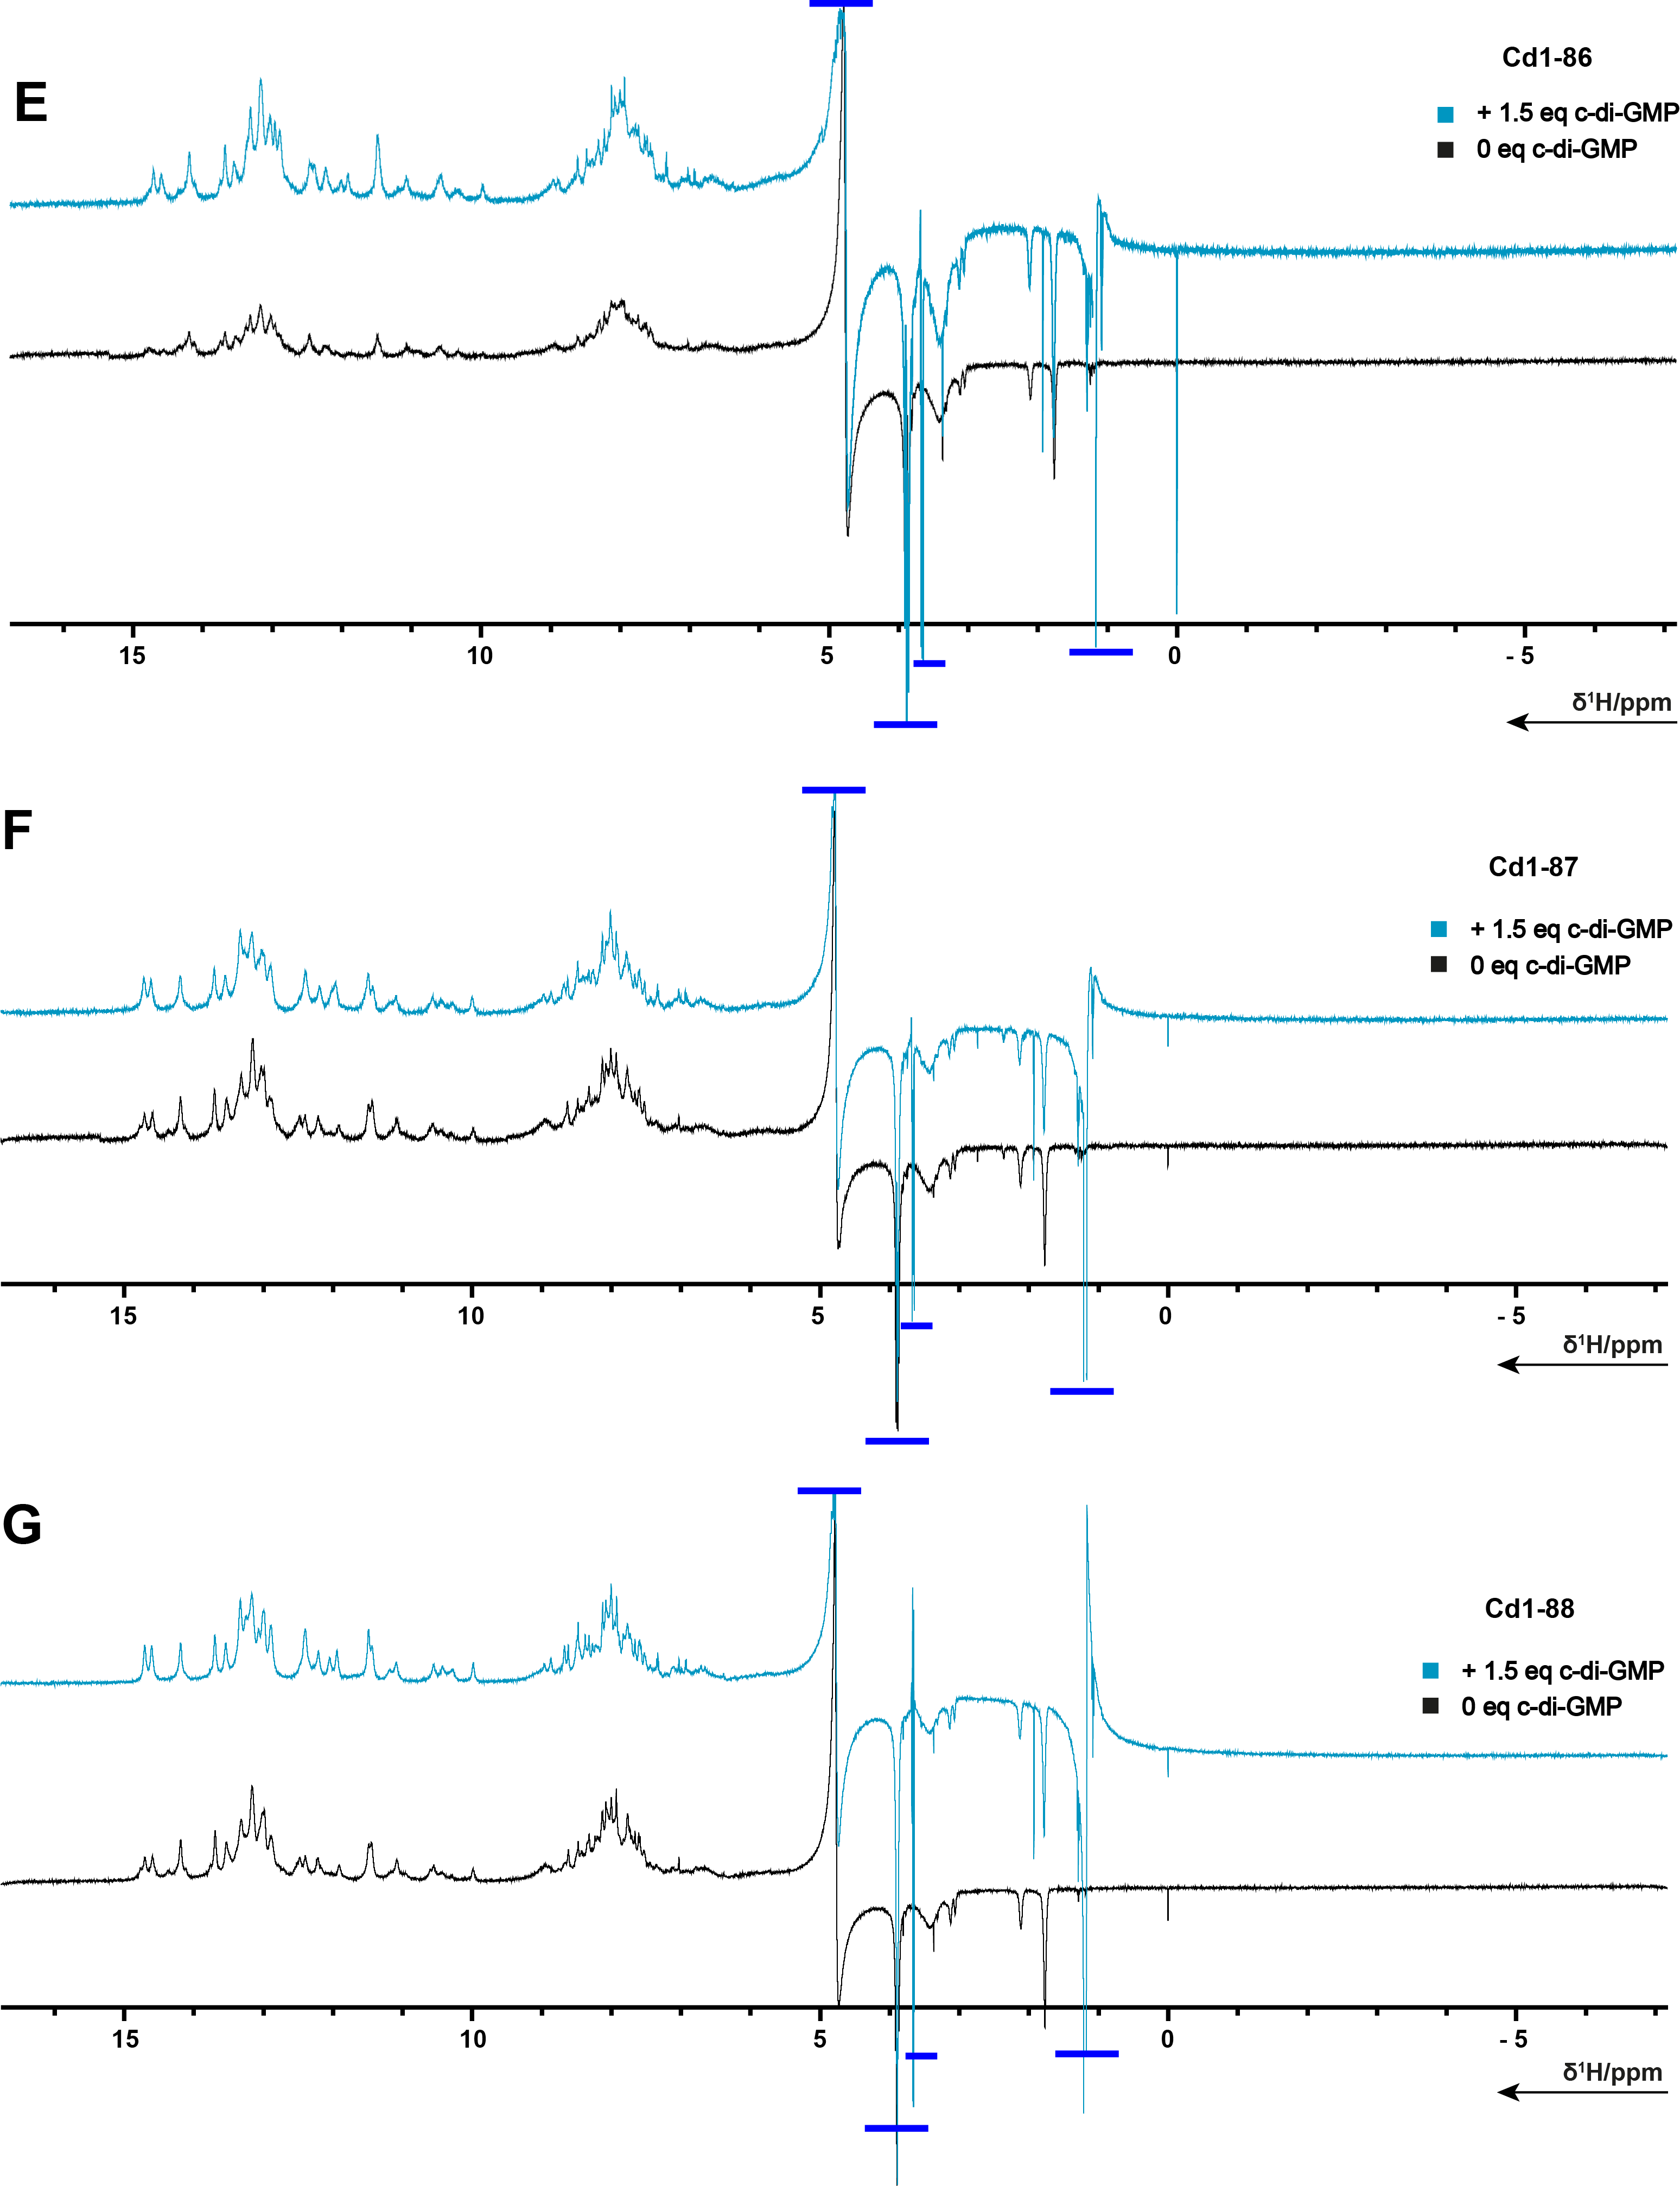 E
Cd1-86
+ 1.5 eq c-di-GMP
0 eq c-di-GMP
15 10 5 0 - 5
δ¹H/ppm
F
Cd1-87
+ 1.5 eq c-di-GMP
0 eq c-di-GMP
15 10 5 0 - 5
δ¹H/ppm
G
Cd1-88
+ 1.5 eq c-di-GMP
0 eq c-di-GMP
15 10 5 0 - 5
δ¹H/ppm